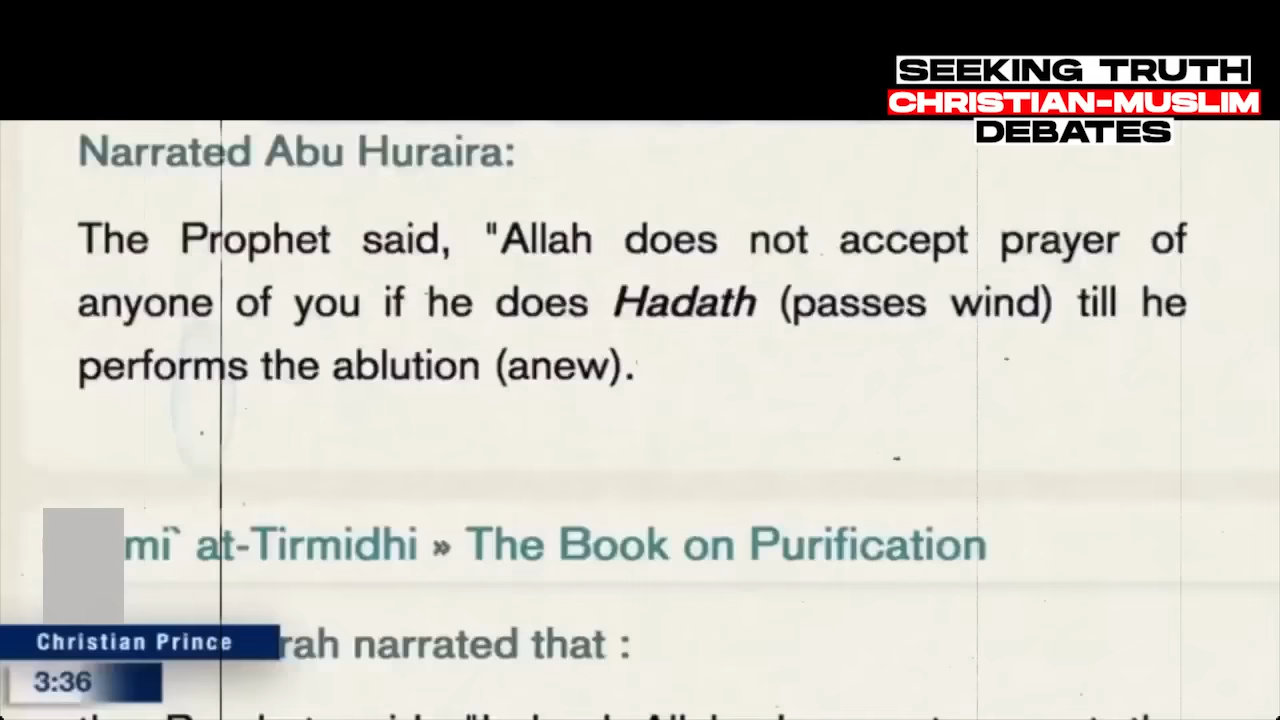 SEEKING TRUTH
CHRISTIAN-MUSLIM
DEBATES
Narrated Abu Huraira:
The Prophet said, "Allah does not accept prayer of
anyone of you if he does Hadath (passes wind) till he
performs the ablution (anew).
mi` at-Tirmidhi » The Book on Purification
rah narrated that :
Christian Prince
3:36